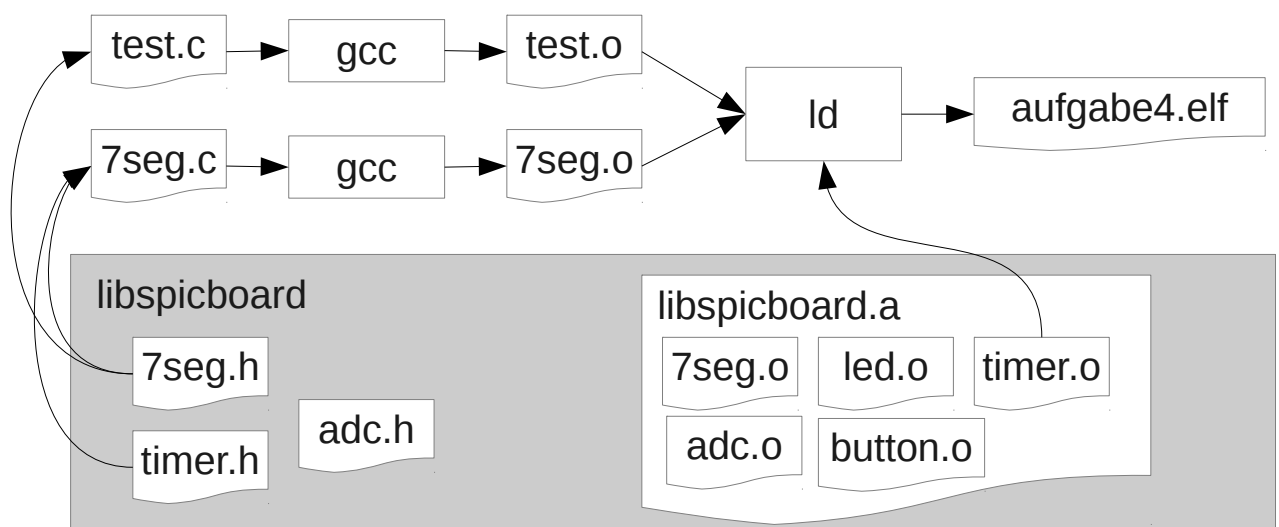 test.c
gcc
test.o
ld
aufgabe4.elf
7seg.c
gcc
7seg.o
libspicboard
7seg.h
adc.h
timer.h
libspicboard.a
7seg.o
led.o
timer.o
adc.o
button.o